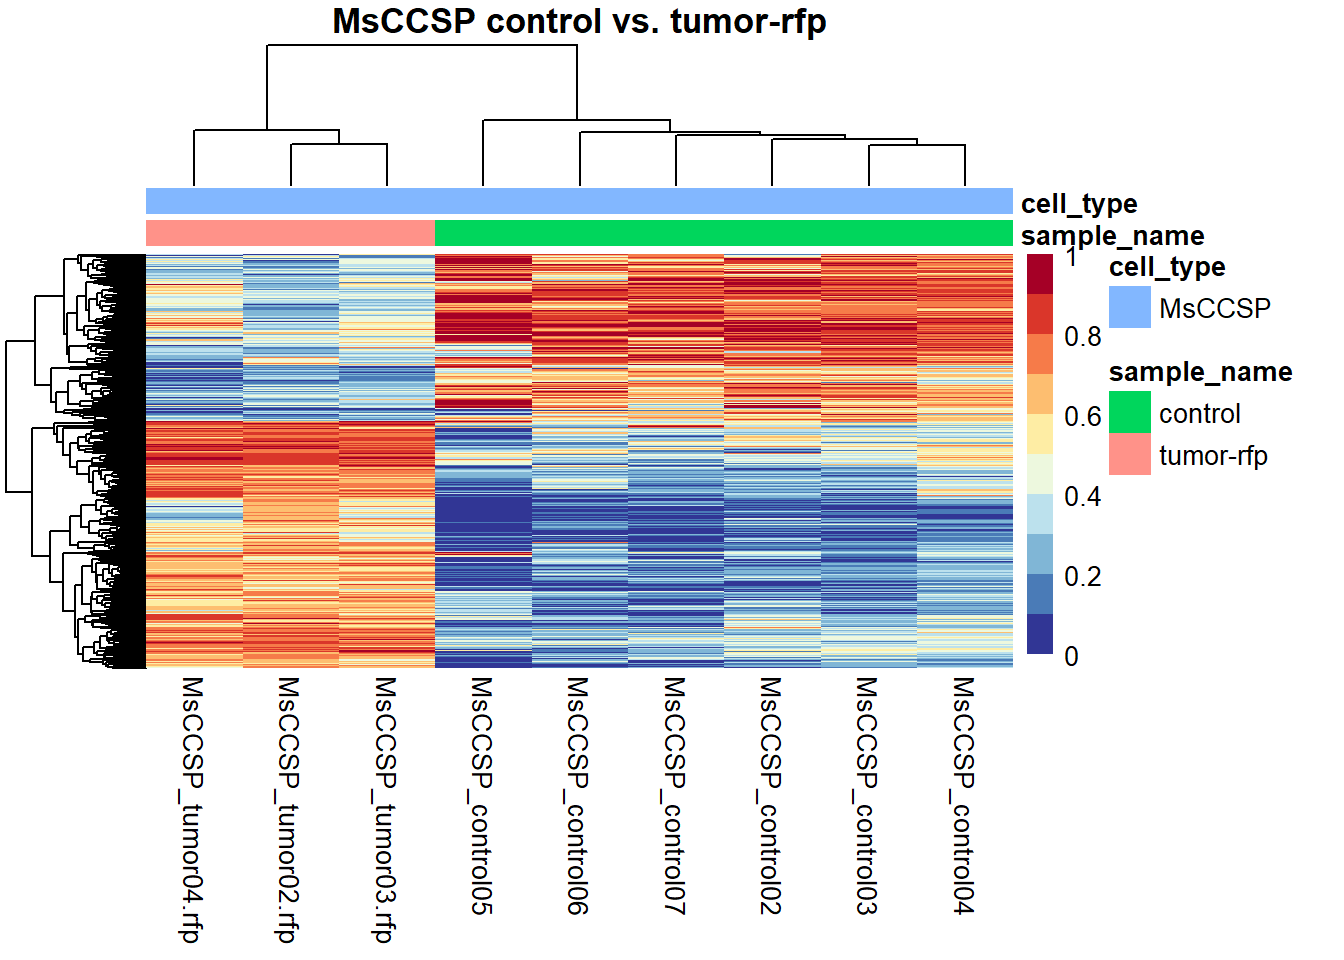 MsCCSP control vs. tumor-rfp
cell_type
sample_name
1
0.8
0.6
0.4
0.2
0
cell_type
MsCCSP
sample_name
control
tumor-rfp
MsCCSP_tumor04.rfp
MsCCSP_tumor02.rfp
MsCCSP_tumor03.rfp
MsCCSP_control05
MsCCSP_control06
MsCCSP_control07
MsCCSP_control02
MsCCSP_control03
MsCCSP_control04